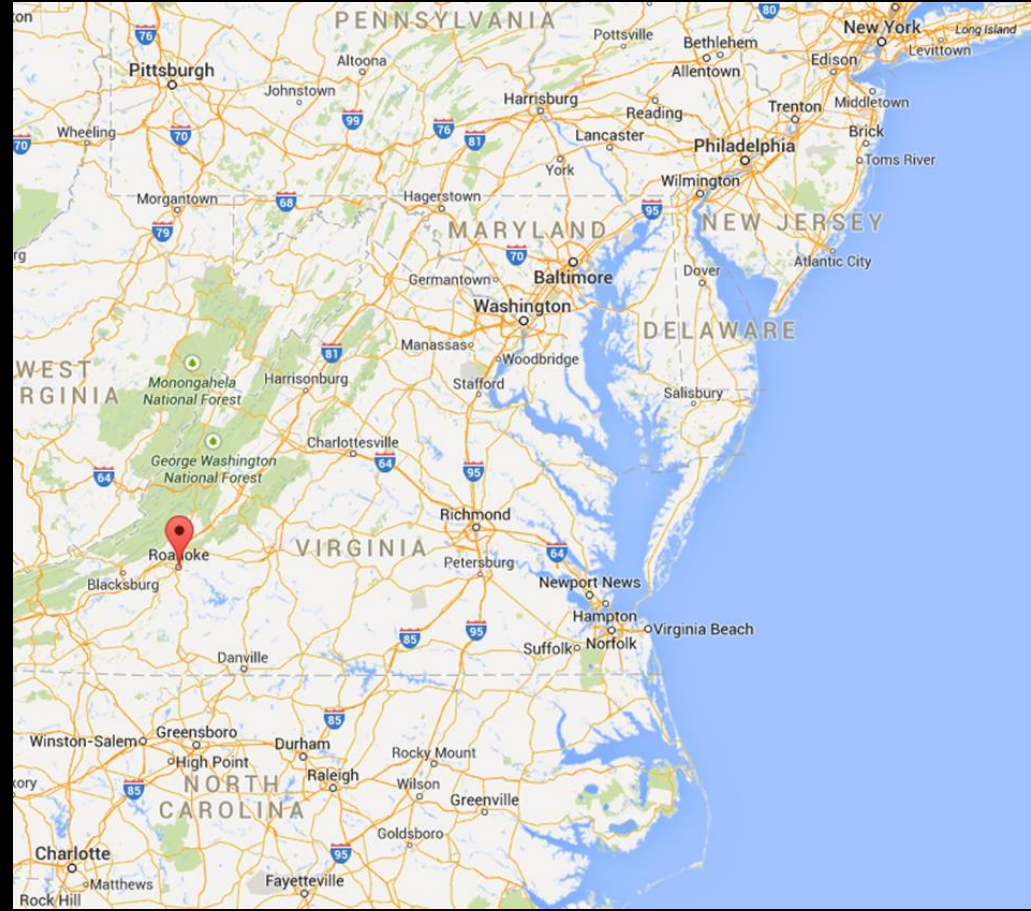 PENNSYLVANIA
80
New York
Long Island
ton
76
Pottsville
Bethlehem
Levittown
Altoona
Edison
Pittsburgh
Allentown
Johnstown
Harrisburg
Reading
Trenton
Middletown
99
76
81
70
70
Wheeling
Lancaster
Brick
Philadelphia
York
Toms River
Wilmington
Morgantown
68
Hagerstown
95
79
MARYLAND
NEW JERSEY
rg
70
Atlantic City
Germantown
Baltimore
Dover
Washington
DELAWARE
Manassas
81
Woodbridge
WEST
RGINIA
Monongahela
National Forest
Harrisonburg
Stafford
Salisbury
Charlottesville
George Washington
National Forest
64
64
95
Richmond
VIRGINIA
64
Roanoke
Petersburg
Blacksburg
Newport News
Hampton
85
95
Virginia Beach
Suffolk
Norfolk
Danville
85
Greensboro
Winston-Salem
Durham
Rocky Mount
High Point
Raleigh
ory
85
NORTH
CAROLINA
Wilson
Greenville
Goldsboro
Charlotte
95
Matthews
Fayetteville
Rock Hill